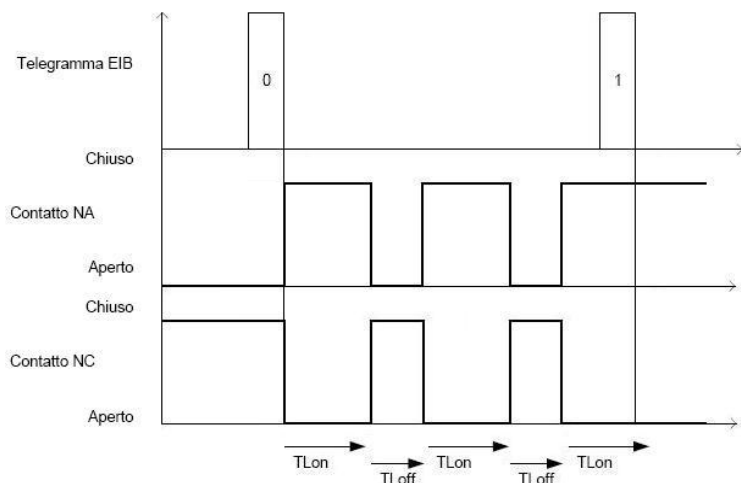 Telegramma EIB
0
1
Chiuso
Contatto NA
Aperto
Chiuso
Contatto NC
Aperto
TLon
TLoff
TLon
TLoff
TLon